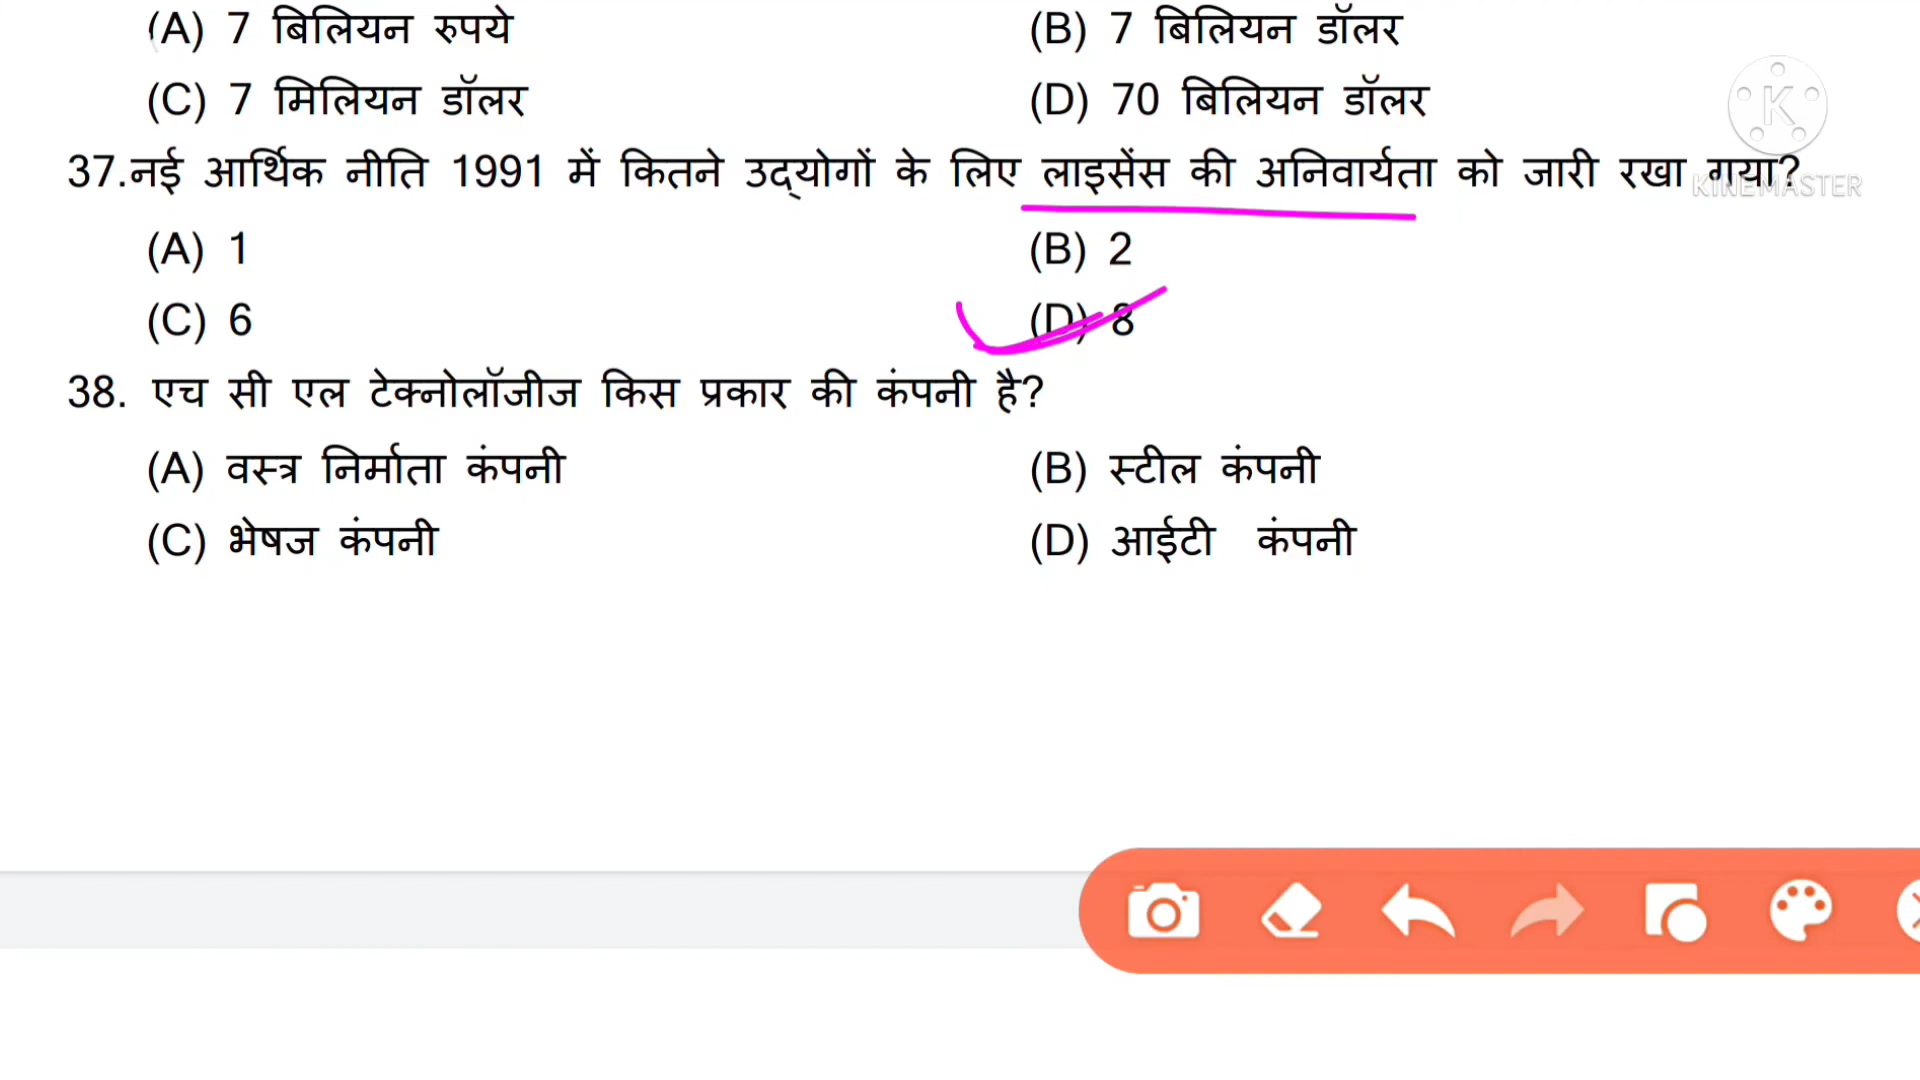 (A) 7 बिलियन रुपये (B) 7 बिलियन डॉलर
(C) 7 मिलियन डॉलर (D) 70 बिलियन डॉलर
37.नई आर्थिक नीति 1991 में कितने उद्योगों के लिए लाइसेंस की अनिवार्यता को जारी रखा गया?
K
KINEMASTER
(A) 1 (B) 2
(C) 6 (D) 8
38. एच सी एल टेक्नोलॉजीज किस प्रकार की कंपनी है?
(A) वस्त्र निर्माता कंपनी (B) स्टील कंपनी
(C) भेषज कंपनी (D) आईटी कंपनी